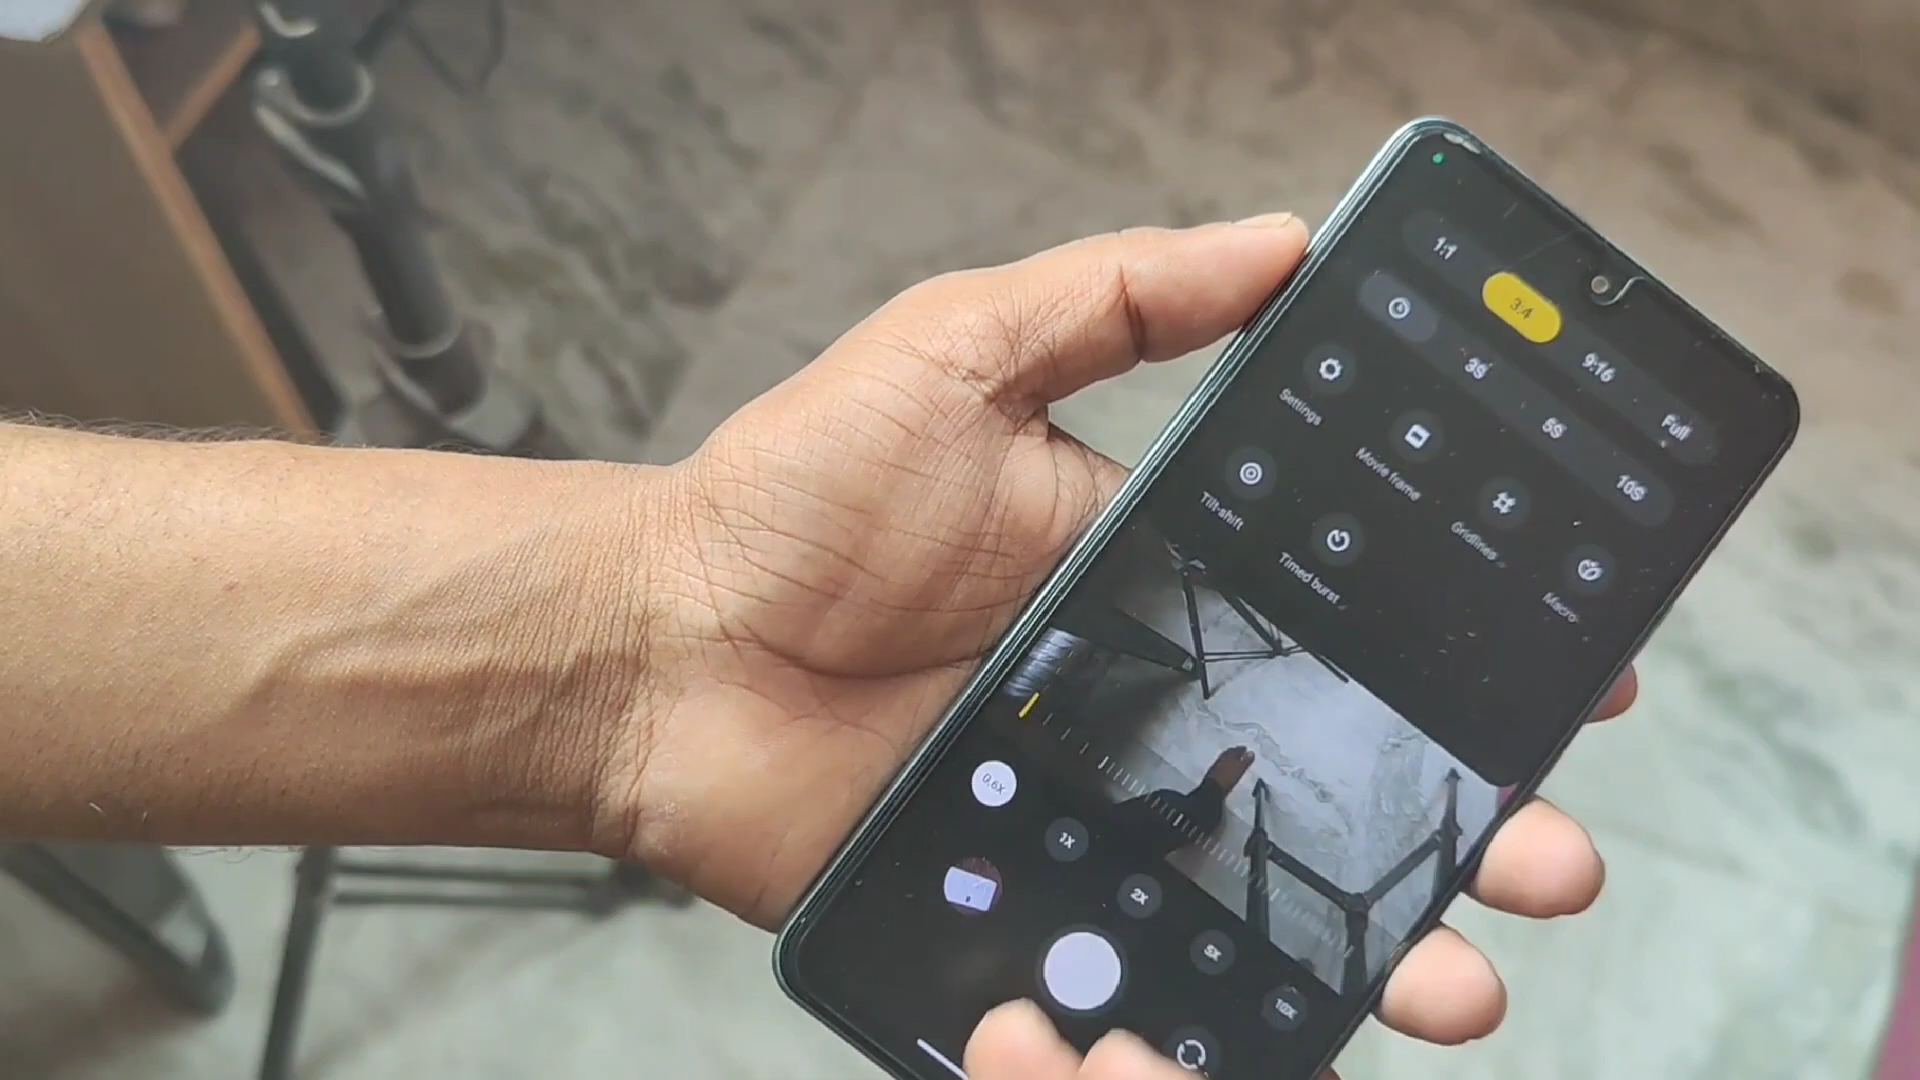 1:1 3:4 9:16 Full
3S 5S 10S
Settings Movie frame Gridlines Macro
Tilt-shift Timed burst
0.6X 1X 2X 5X 10X